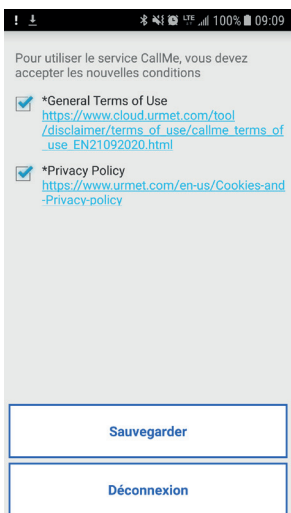 ! LTE 100% 09:09
Pour utiliser le service CallMe, vous devez
accepter les nouvelles conditions
*General Terms of Use
https://www.cloud.urmet.com/tool
/disclaimer/terms_of_use/callme_terms_of
_use_EN21092020.html
*Privacy Policy
https://www.urmet.com/en-us/Cookies-and
-Privacy-policy
Sauvegarder
Déconnexion